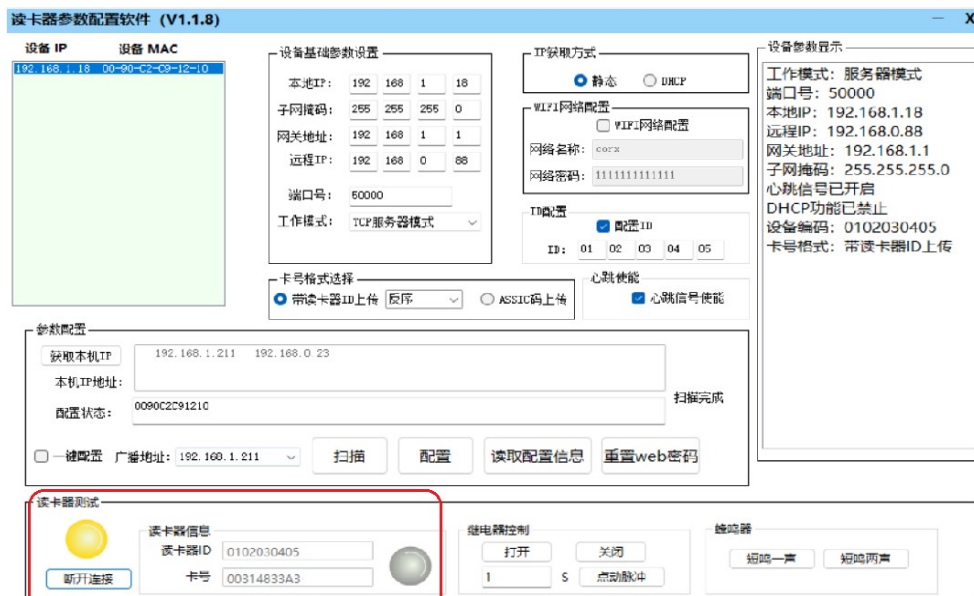 读卡器参数配置软件 (V1.1.8)
设备 IP 设备 MAC
192.168.1.18 00-90-C2-C9-12-10
设备基础参数设置
本地IP: 192 168 1 18
子网掩码: 255 255 255 0
网关地址: 192 168 1 1
远程IP: 192 168 0 88
端口号: 50000
工作模式: TCP服务器模式
IP获取方式
静态 DHCP
WIFI网络配置
WIFI网络配置
网络名称: corx
网络密码: 1111111111111
ID配置
配置ID
ID: 01 02 03 04 05
卡号格式选择
带读卡器ID上传 反序 ASSIC码上传
心跳使能
心跳信号使能
设备参数显示
工作模式: 服务器模式
端口号: 50000
本地IP: 192.168.1.18
远程IP: 192.168.0.88
网关地址: 192.168.1.1
子网掩码: 255.255.255.0
心跳信号已开启
DHCP功能已禁止
设备编码: 0102030405
卡号格式: 带读卡器ID上传
参数配置
获取本机IP 192.168.1.211 192.168.0.23
本机IP地址:
扫描完成
配置状态: 0090C2C91210
一键配置 广播地址: 192.168.1.211 扫描 配置 读取配置信息 重置web密码
读卡器测试
读卡器信息
读卡器ID 0102030405
卡号 00314833A3
断开连接
继电器控制
打开 关闭
1 S 点动脉冲
蜂鸣器
短鸣一声 短鸣两声